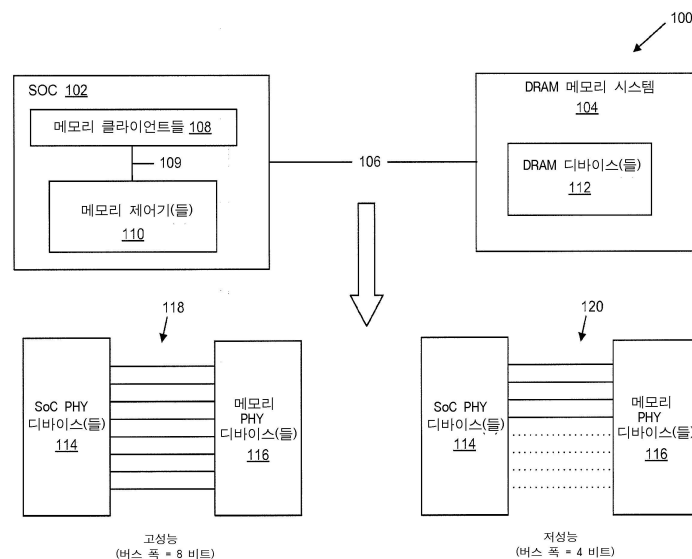 100
SOC 102
메모리 클라이언트들 108
109
메모리 제어기(들)
110
106
DRAM 메모리 시스템
104
DRAM 디바이스(들)
112
118
SoC PHY
디바이스(들)
114
메모리
PHY
디바이스(들)
116
고성능
(버스 폭 = 8 비트)
120
SoC PHY
디바이스(들)
114
메모리
PHY
디바이스(들)
116
저성능
(버스 폭 = 4 비트)